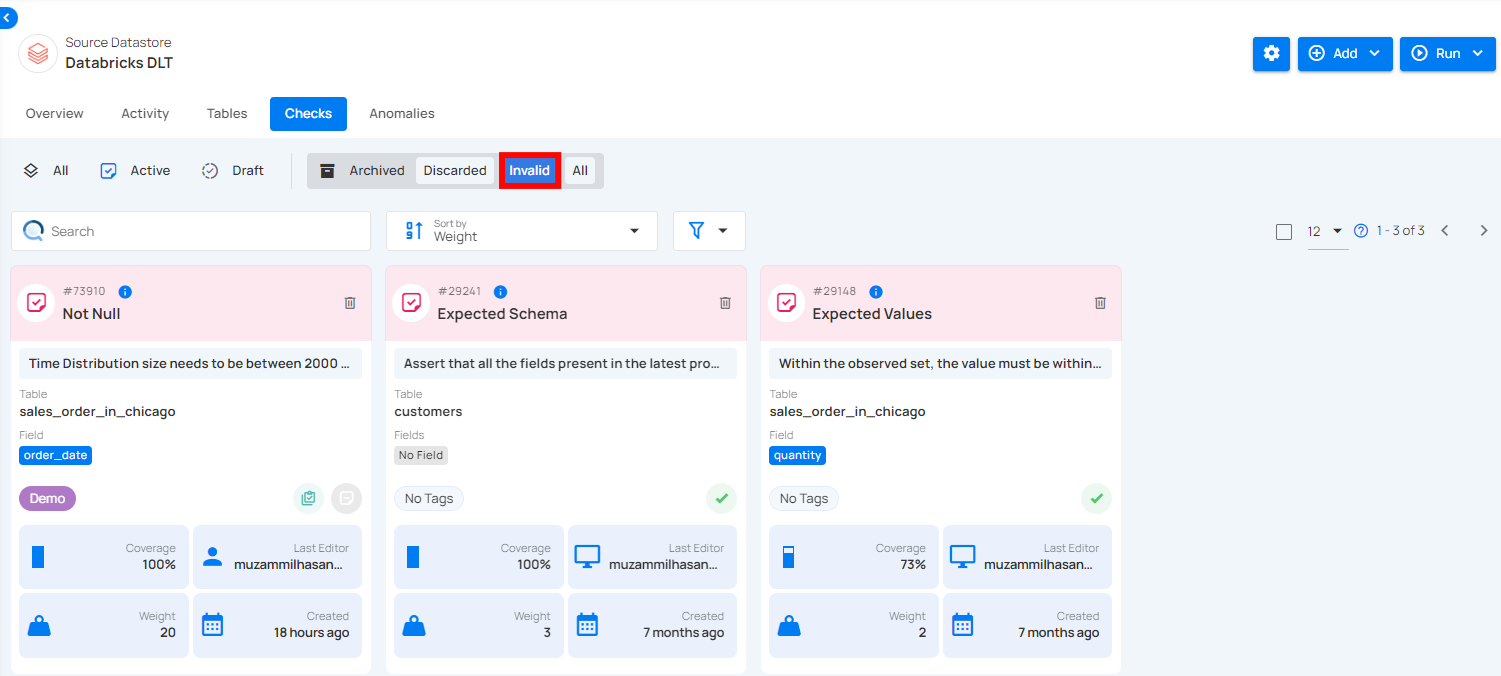 Source Datastore
Databricks DLT
Add
Run
Overview
Activity
Tables
Checks
Anomalies
All
Active
Draft
Archived
Discarded
Invalid
All
Search
Sort by
Weight
12
1 - 3 of 3
#73910
Not Null
Time Distribution size needs to be between 2000 ...
Table
sales_order_in_chicago
Field
order_date
Demo
Coverage
100%
Last Editor
muzammilhasan...
Weight
20
Created
18 hours ago
#29241
Expected Schema
Assert that all the fields present in the latest pro...
Table
customers
Fields
No Field
No Tags
Coverage
100%
Last Editor
muzammilhasan...
Weight
3
Created
7 months ago
#29148
Expected Values
Within the observed set, the value must be within...
Table
sales_order_in_chicago
Field
quantity
No Tags
Coverage
73%
Last Editor
muzammilhasan...
Weight
2
Created
7 months ago